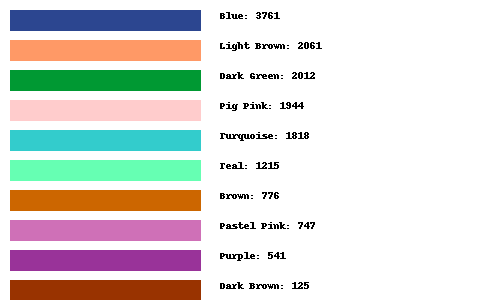 Blue: 3761
Light Brown: 2061
Dark Green: 2012
Pig Pink: 1944
Turquoise: 1818
Teal: 1215
Brown: 776
Pastel Pink: 747
Purple: 541
Dark Brown: 125